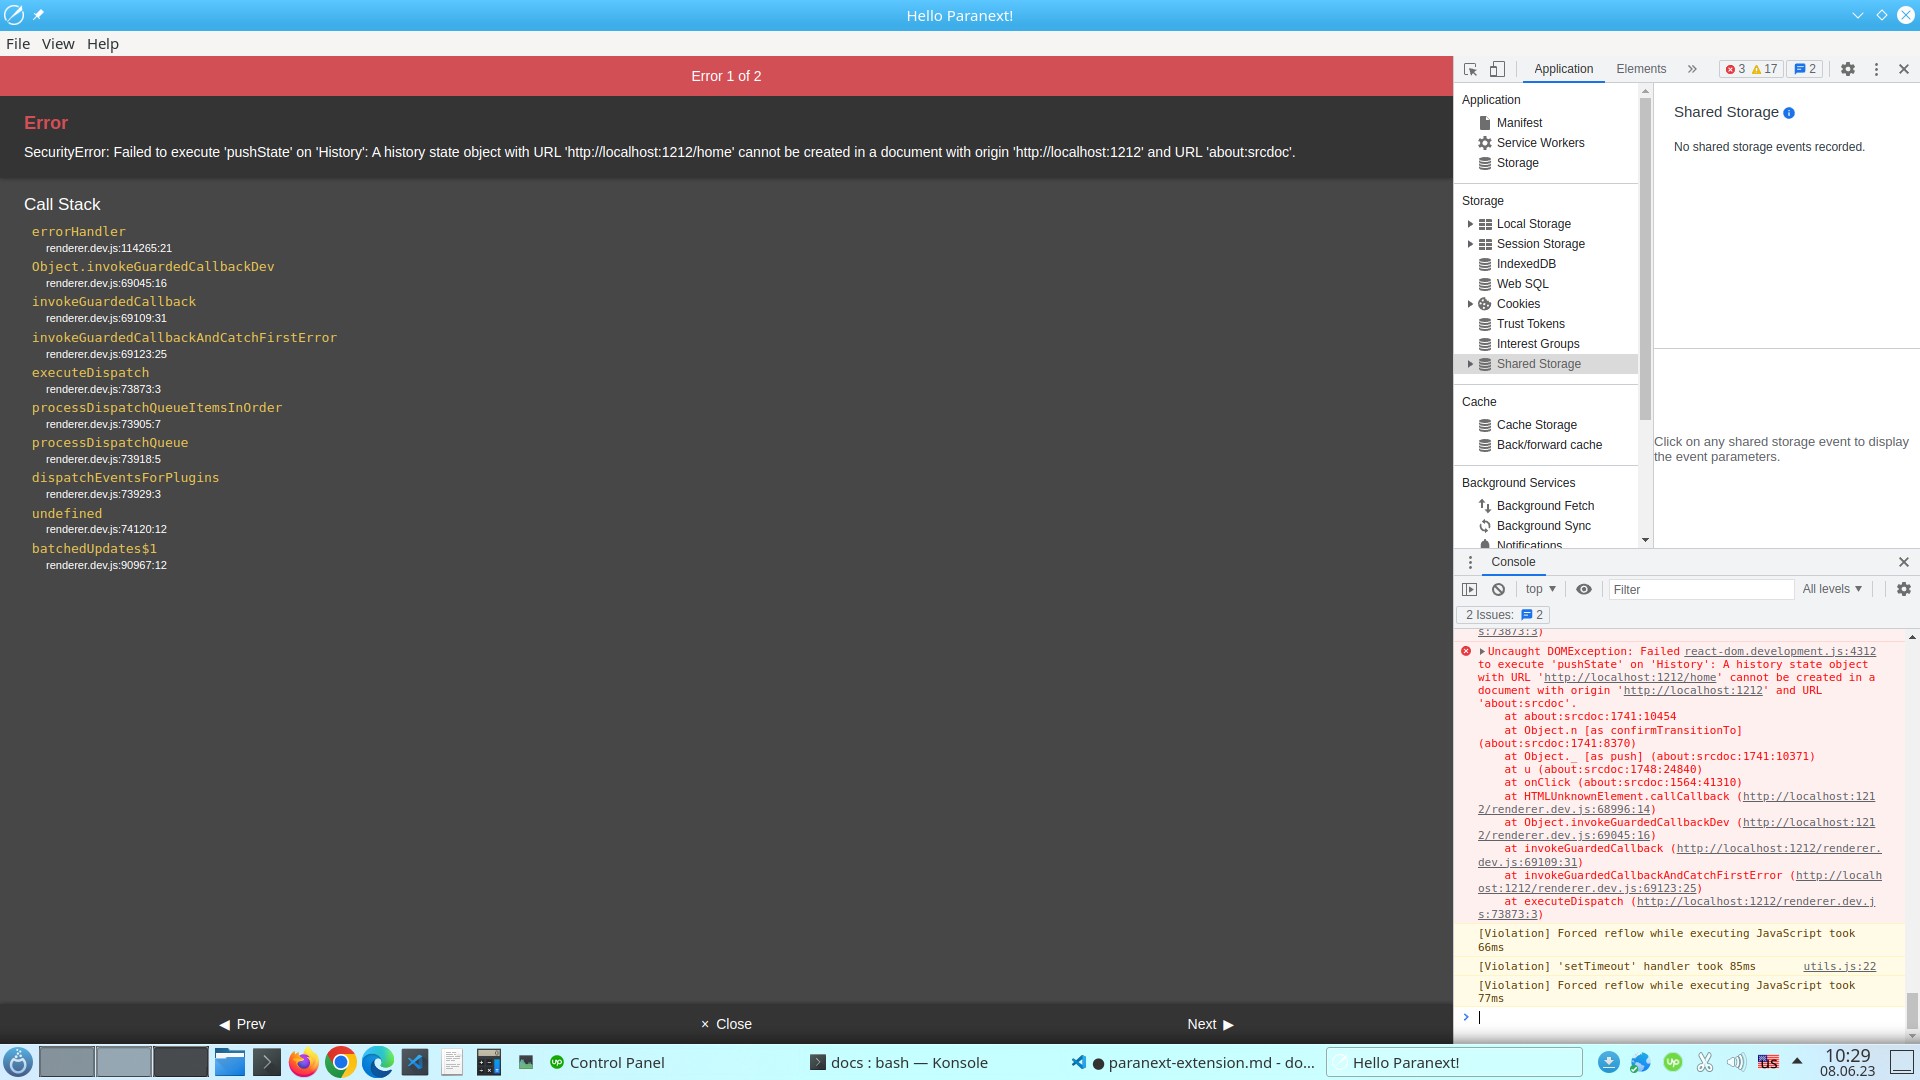 Hello Paranext!
File View Help
Error 1 of 2
Error
SecurityError: Failed to execute 'pushState' on 'History': A history state object with URL 'http://localhost:1212/home' cannot be created in a document with origin 'http://localhost:1212' and URL 'about:srcdoc'.
Call Stack
errorHandler
renderer.dev.js:114265:21
Object.invokeGuardedCallbackDev
renderer.dev.js:69045:16
invokeGuardedCallback
renderer.dev.js:69109:31
invokeGuardedCallbackAndCatchFirstError
renderer.dev.js:69123:25
executeDispatch
renderer.dev.js:73873:3
processDispatchQueueItemsInOrder
renderer.dev.js:73905:7
processDispatchQueue
renderer.dev.js:73918:5
dispatchEventsForPlugins
renderer.dev.js:73929:3
undefined
renderer.dev.js:74120:12
batchedUpdates$1
renderer.dev.js:90967:12
◀ Prev × Close Next ▶
Application Elements » 3 17 2
Application
Manifest
Service Workers
Storage
Storage
Local Storage
Session Storage
IndexedDB
Web SQL
Cookies
Trust Tokens
Interest Groups
Shared Storage
Cache
Cache Storage
Back/forward cache
Background Services
Background Fetch
Background Sync
Notifications
Shared Storage
No shared storage events recorded.
Click on any shared storage event to display
the event parameters.
Console
top ▼ Filter All levels ▼
2 Issues: 2
s:73873:3)
Uncaught DOMException: Failed react-dom.development.js:4312
to execute 'pushState' on 'History': A history state object
with URL 'http://localhost:1212/home' cannot be created in a
document with origin 'http://localhost:1212' and URL
'about:srcdoc'.
at about:srcdoc:1741:10454
at Object.n [as confirmTransitionTo]
(about:srcdoc:1741:8370)
at Object._ [as push] (about:srcdoc:1741:10371)
at u (about:srcdoc:1748:24840)
at onClick (about:srcdoc:1564:41310)
at HTMLUnknownElement.callCallback (http://localhost:121
2/renderer.dev.js:68996:14)
at Object.invokeGuardedCallbackDev (http://localhost:121
2/renderer.dev.js:69045:16)
at invokeGuardedCallback (http://localhost:1212/renderer.
dev.js:69109:31)
at invokeGuardedCallbackAndCatchFirstError (http://localh
ost:1212/renderer.dev.js:69123:25)
at executeDispatch (http://localhost:1212/renderer.dev.j
s:73873:3)
[Violation] Forced reflow while executing JavaScript took
66ms
[Violation] 'setTimeout' handler took 85ms utils.js:22
[Violation] Forced reflow while executing JavaScript took
77ms
up Control Panel docs : bash — Konsole ● paranext-extension.md - do... Hello Paranext! up US 10:29
08.06.23